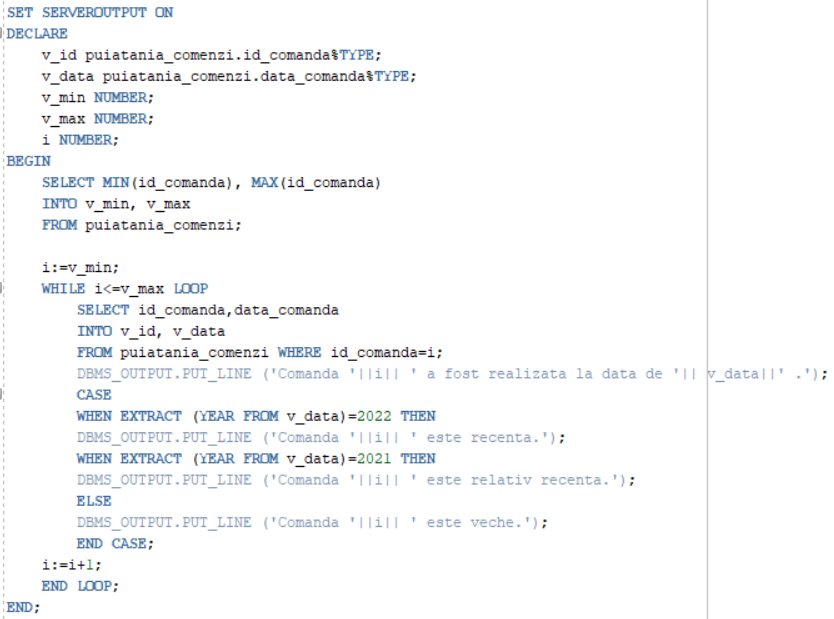 SET SERVEROUTPUT ON
DECLARE
    v_id puiatania_comenzi.id_comanda%TYPE;
    v_data puiatania_comenzi.data_comanda%TYPE;
    v_min NUMBER;
    v_max NUMBER;
    i NUMBER;
BEGIN
    SELECT MIN(id_comanda), MAX(id_comanda)
    INTO v_min, v_max
    FROM puiatania_comenzi;

    i:=v_min;
    WHILE i<=v_max LOOP
        SELECT id_comanda,data_comanda
        INTO v_id, v_data
        FROM puiatania_comenzi WHERE id_comanda=i;
        DBMS_OUTPUT.PUT_LINE ('Comanda '||i|| ' a fost realizata la data de '|| v_data||' .');
        CASE
        WHEN EXTRACT (YEAR FROM v_data)=2022 THEN
        DBMS_OUTPUT.PUT_LINE ('Comanda '||i|| ' este recenta.');
        WHEN EXTRACT (YEAR FROM v_data)=2021 THEN
        DBMS_OUTPUT.PUT_LINE ('Comanda '||i|| ' este relativ recenta.');
        ELSE
        DBMS_OUTPUT.PUT_LINE ('Comanda '||i|| ' este veche.');
        END CASE;
    i:=i+1;
    END LOOP;
END;